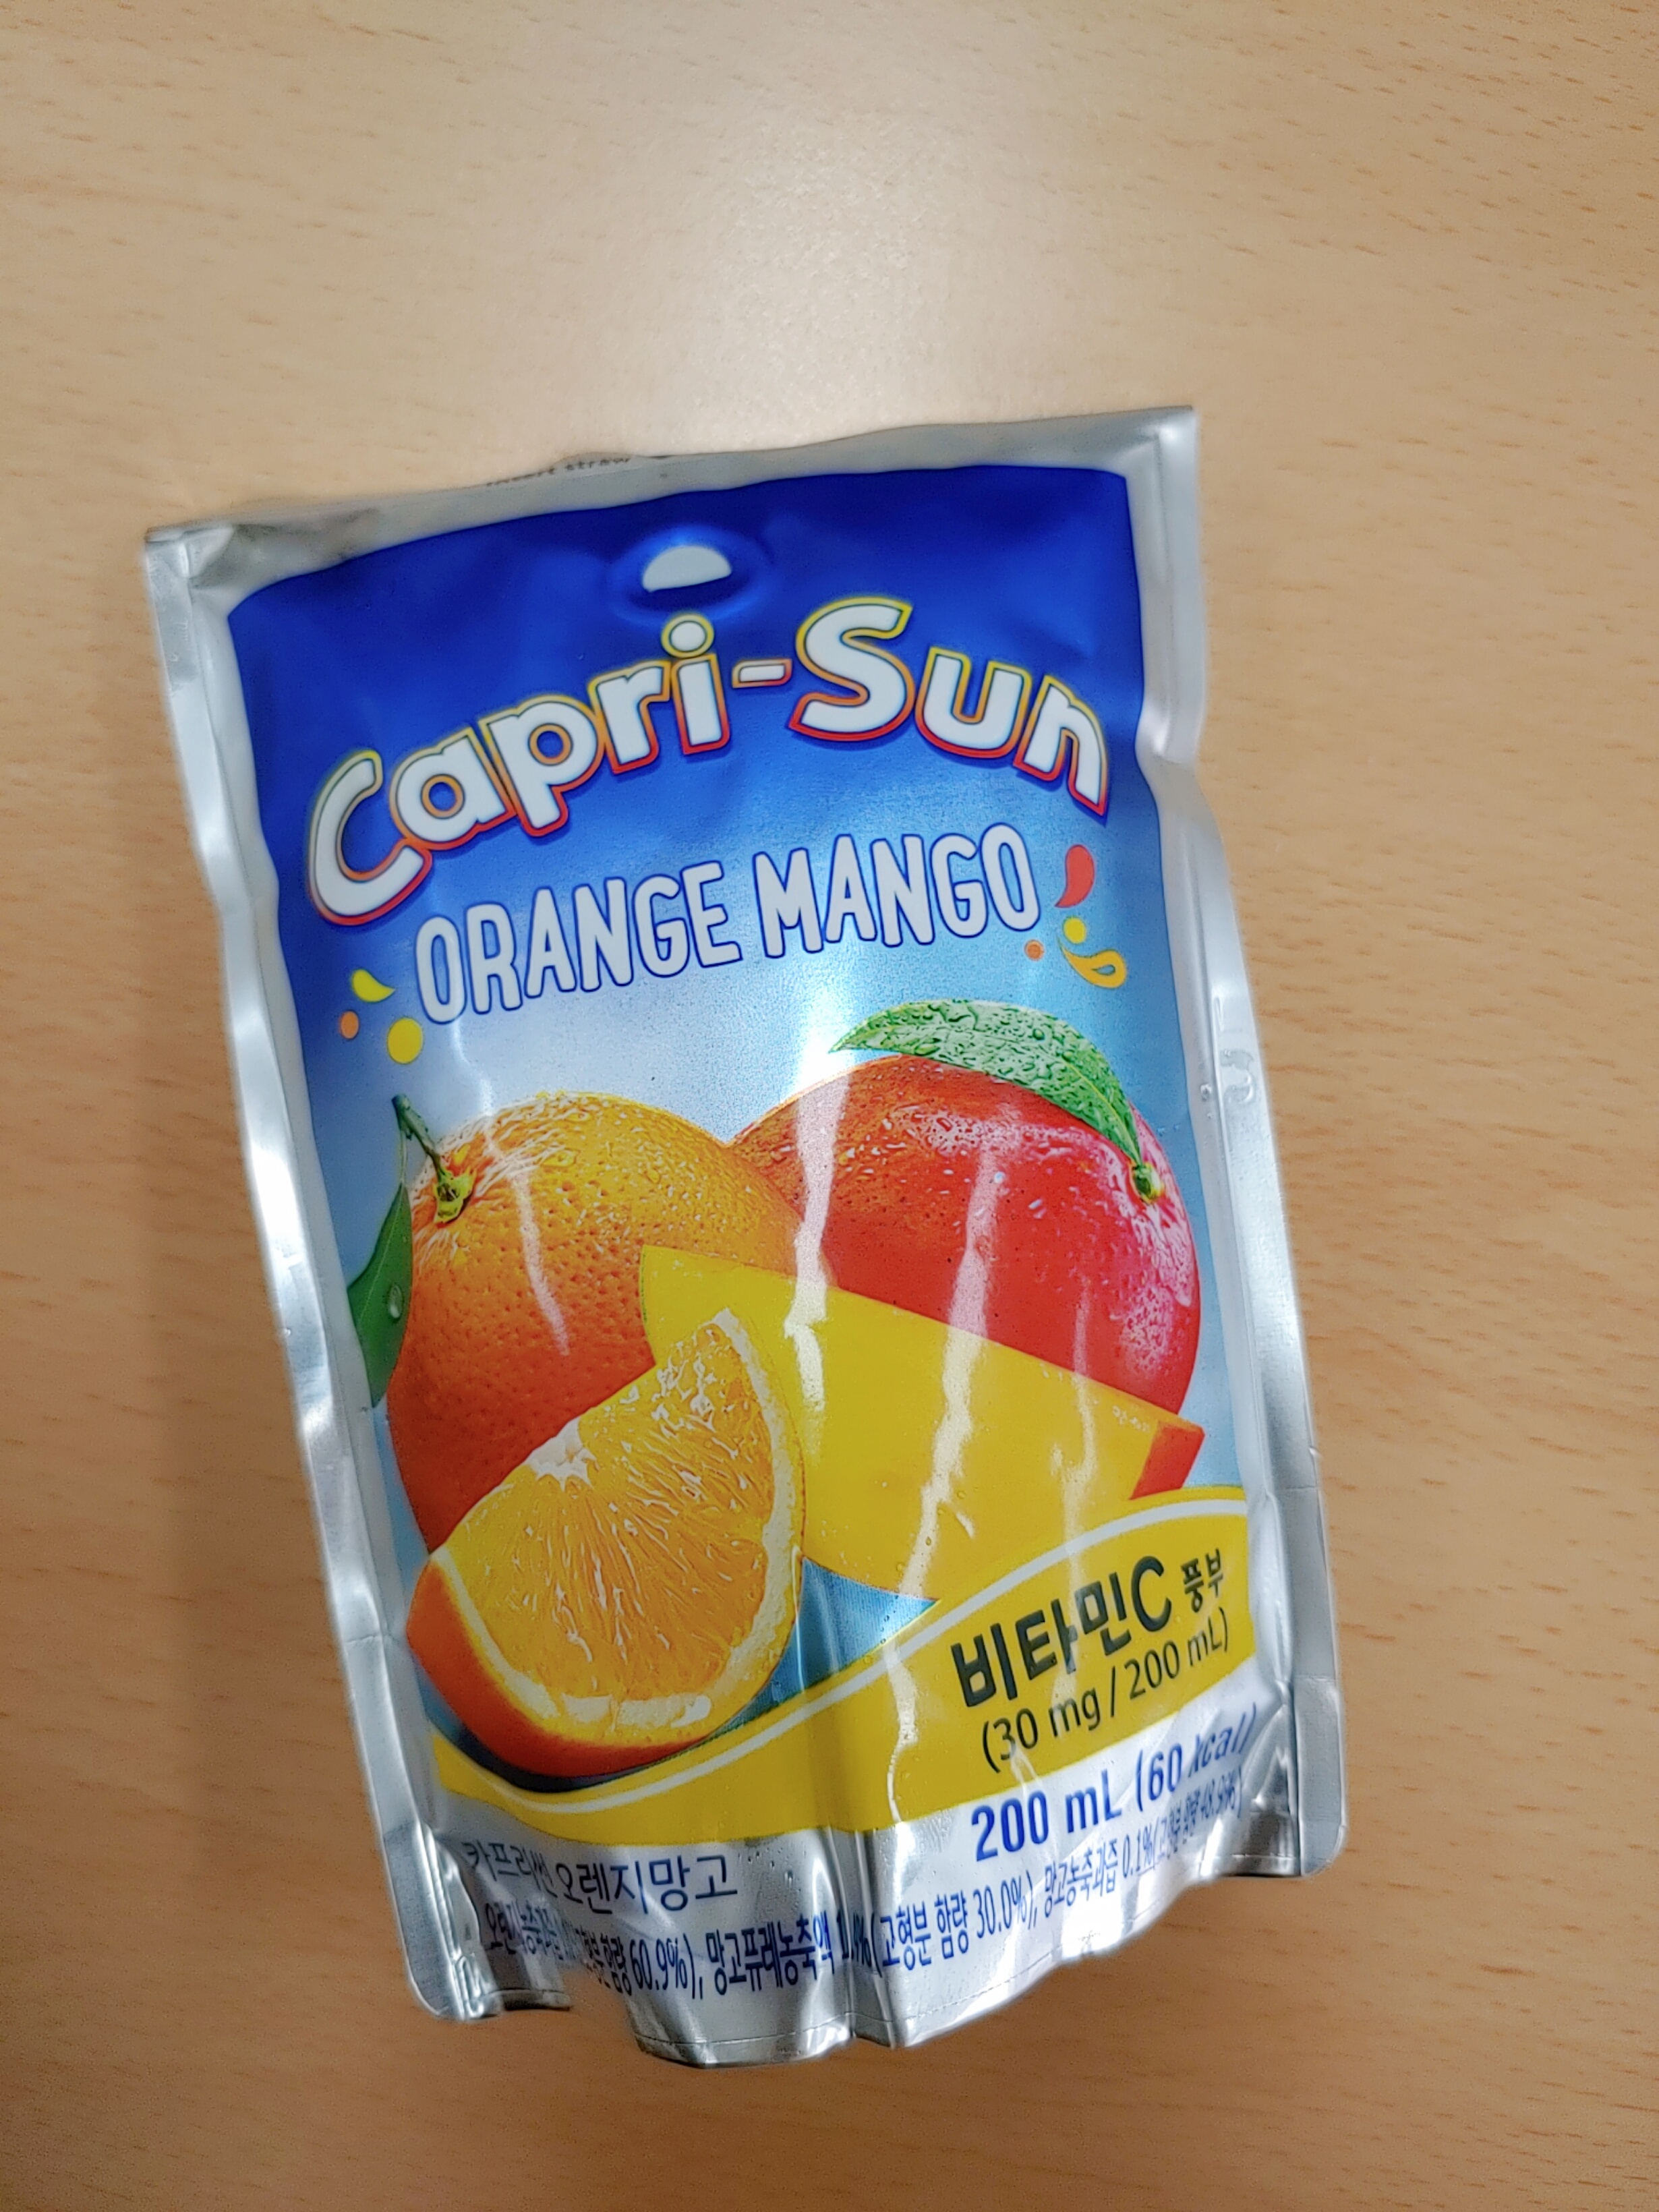 insert straw
Capri-Sun
ORANGE MANGO
비타민C 풍부
(30 mg / 200 mL)
200 mL (60 kcal)
카프리썬 오렌지망고
60.9%), 망고퓨레농축액 (고형분 함량 30.0%), 망고농축과즙 0.1%